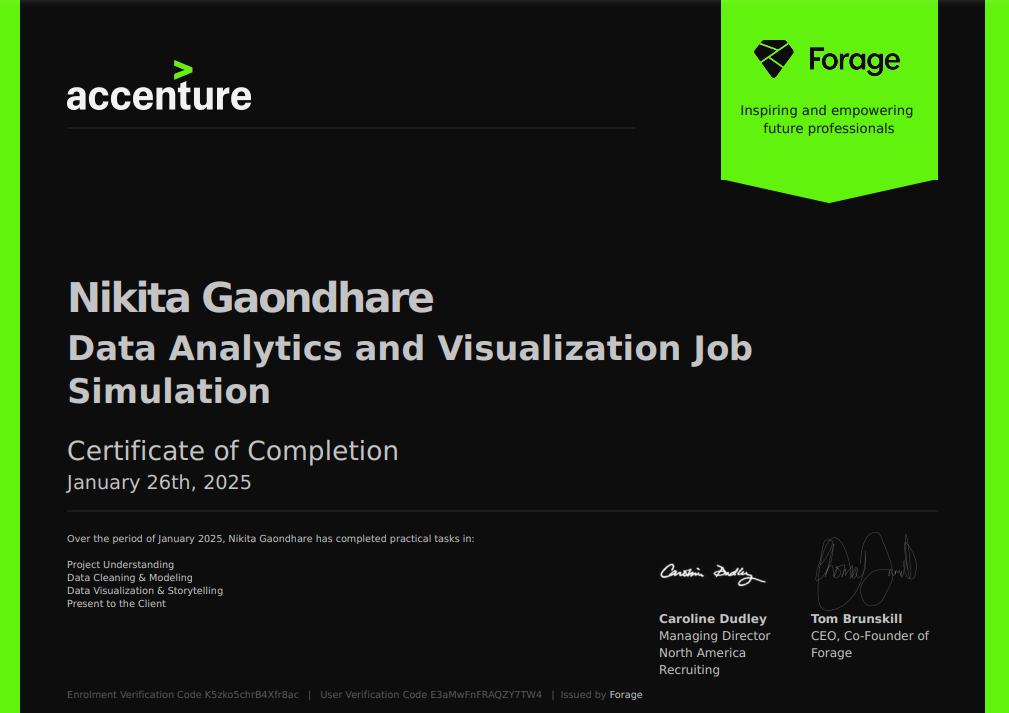 accenture
Forage
Inspiring and empowering
future professionals
Nikita Gaondhare
Data Analytics and Visualization Job
Simulation
Certificate of Completion
January 26th, 2025
Over the period of January 2025, Nikita Gaondhare has completed practical tasks in:
Project Understanding
Data Cleaning & Modeling
Data Visualization & Storytelling
Present to the Client
Caroline Dudley
Caroline Dudley
Managing Director
North America
Recruiting
Tom Brunskill
CEO, Co-Founder of
Forage
Enrolment Verification Code K5zko5chrB4Xfr8ac | User Verification Code E3aMwFnFRAQZY7TW4 | Issued by Forage